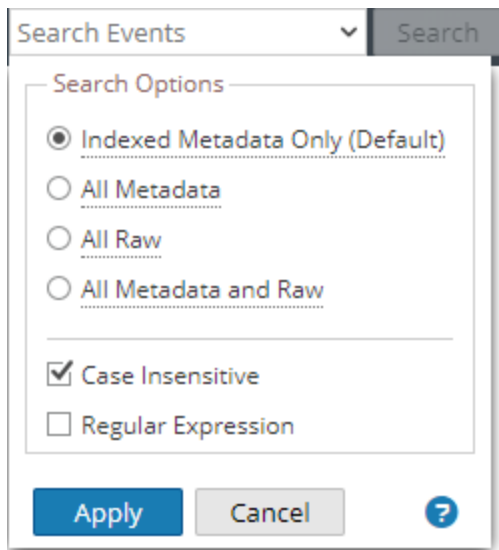 Search Events
Search
Search Options
Indexed Metadata Only (Default)
All Metadata
All Raw
All Metadata and Raw
Case Insensitive
Regular Expression
Apply
Cancel
?